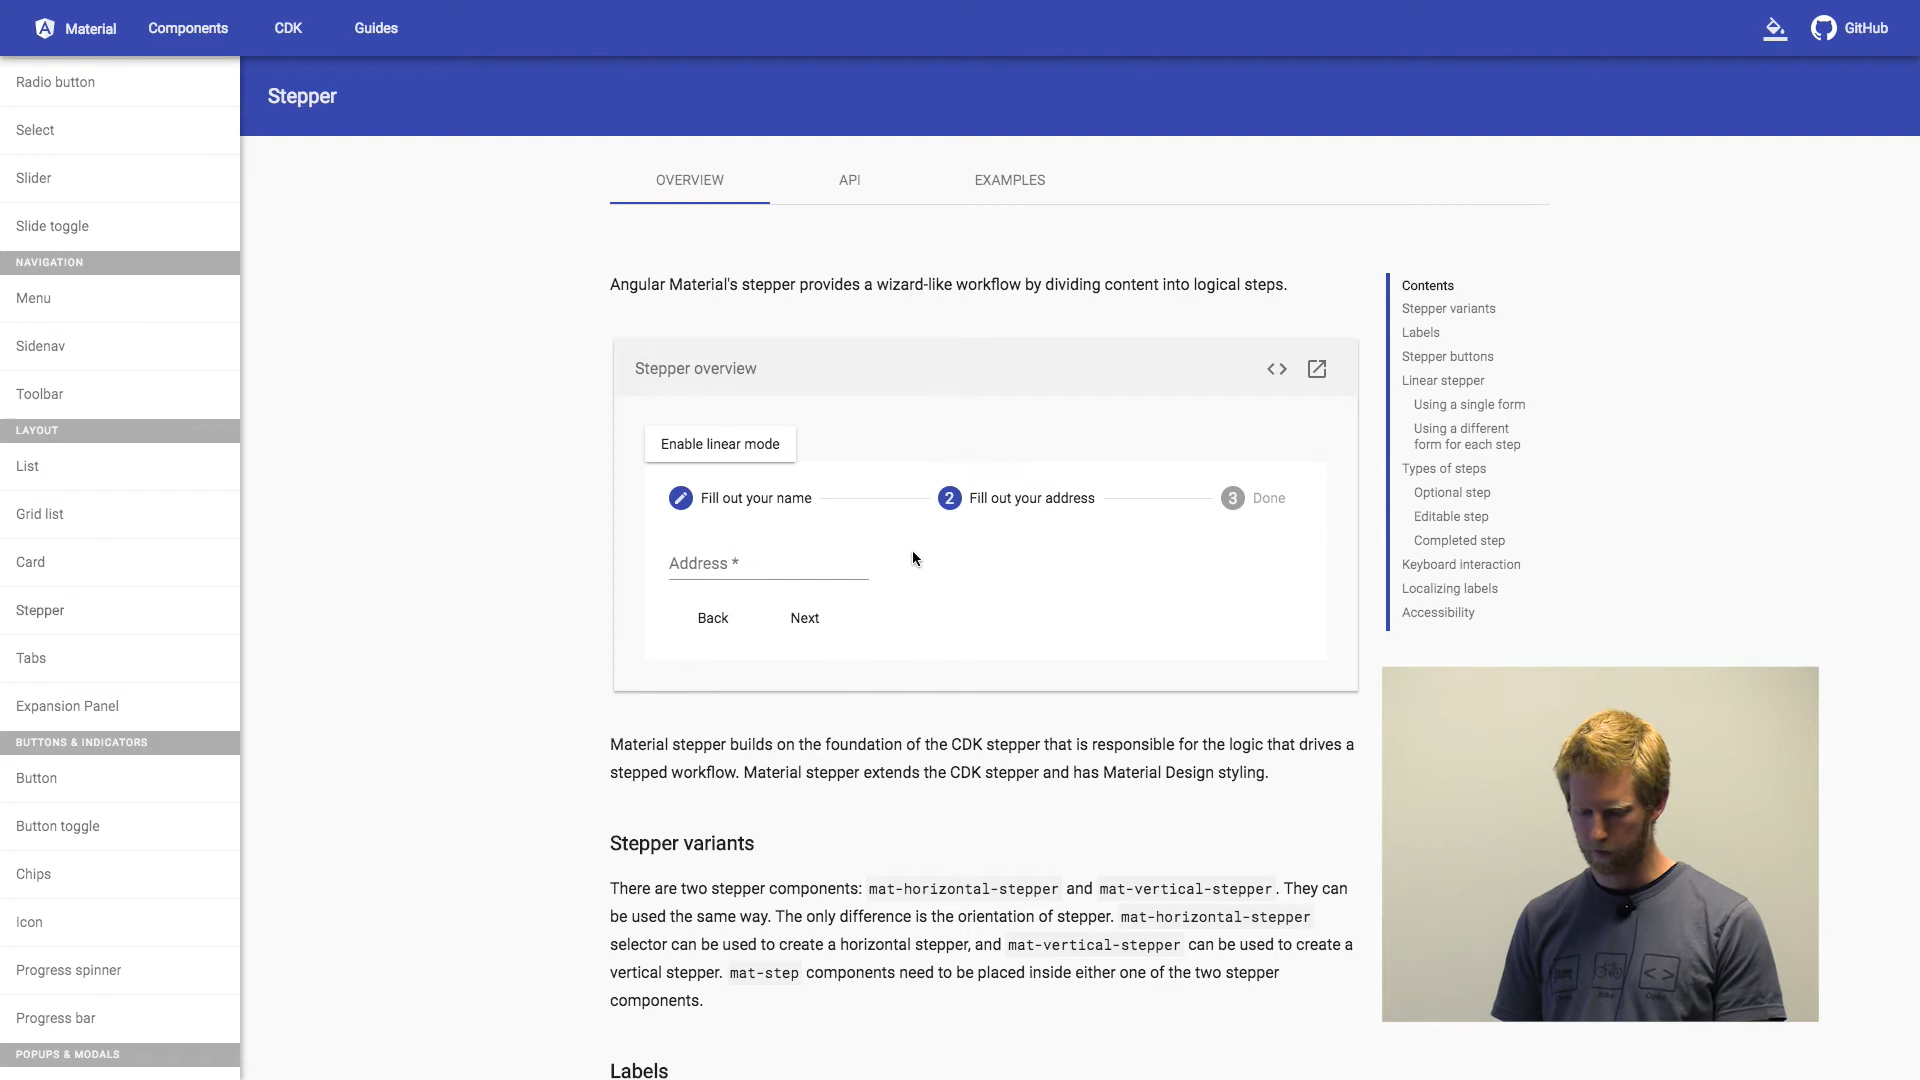 Material
Components
CDK
Guides
GitHub
Radio button
Select
Slider
Slide toggle
NAVIGATION
Menu
Sidenav
Toolbar
LAYOUT
List
Grid list
Card
Stepper
Tabs
Expansion Panel
BUTTONS & INDICATORS
Button
Button toggle
Chips
Icon
Progress spinner
Progress bar
POPUPS & MODALS
Stepper
OVERVIEW
API
EXAMPLES
Angular Material's stepper provides a wizard-like workflow by dividing content into logical steps.
Stepper overview
Enable linear mode
Fill out your name
2 Fill out your address
3 Done
Address *
Back
Next
Material stepper builds on the foundation of the CDK stepper that is responsible for the logic that drives a
stepped workflow. Material stepper extends the CDK stepper and has Material Design styling.
Stepper variants
There are two stepper components: mat-horizontal-stepper and mat-vertical-stepper. They can
be used the same way. The only difference is the orientation of stepper. mat-horizontal-stepper
selector can be used to create a horizontal stepper, and mat-vertical-stepper can be used to create a
vertical stepper. mat-step components need to be placed inside either one of the two stepper
components.
Labels
Contents
Stepper variants
Labels
Stepper buttons
Linear stepper
Using a single form
Using a different
form for each step
Types of steps
Optional step
Editable step
Completed step
Keyboard interaction
Localizing labels
Accessibility